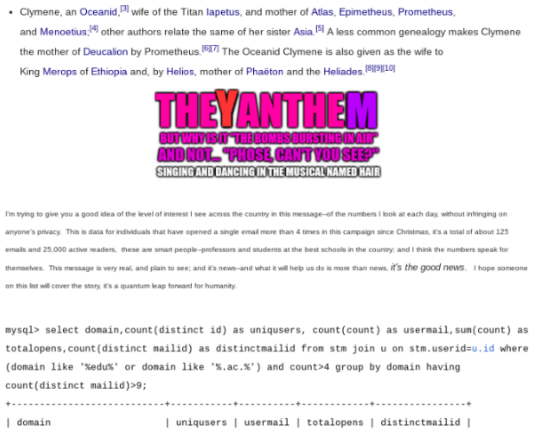 • Clymene, an Oceanid,[3] wife of the Titan Iapetus, and mother of Atlas, Epimetheus, Prometheus,
and Menoetius;[4] other authors relate the same of her sister Asia.[5] A less common genealogy makes Clymene
the mother of Deucalion by Prometheus.[6][7] The Oceanid Clymene is also given as the wife to
King Merops of Ethiopia and, by Helios, mother of Phaëton and the Heliades.[8][9][10]
THEYANTHEM
BUT WHY IS IT "THE BOMBS BURSTING IN AIR"
AND NOT... "PHOSE, CAN'T YOU SEE?"
SINGING AND DANCING IN THE MUSICAL NAMED HAIR
I'm trying to give you a good idea of the level of interest I see across the country in this message--of the numbers I look at each day, without infringing on
anyone's privacy. This is data for individuals that have opened a single email more than 4 times in this campaign since Christmas, it's a total of about 125
emails and 25,000 active readers, these are smart people--professors and students at the best schools in the country; and I think the numbers speak for
themselves. This message is very real, and plain to see; and it's news--and what it will help us do is more than news, it's the good news. I hope someone
on this list will cover the story, it's a quantum leap forward for humanity.
mysql> select domain,count(distinct id) as uniqusers, count(count) as usermail,sum(count) as
totalopens,count(distinct mailid) as distinctmailid from stm join u on stm.userid=u.id where
(domain like '%edu%' or domain like '%.ac.%') and count>4 group by domain having
count(distinct mailid)>9;
+--------------------------+-----------+----------+------------+----------------+
| domain | uniqusers | usermail | totalopens | distinctmailid |